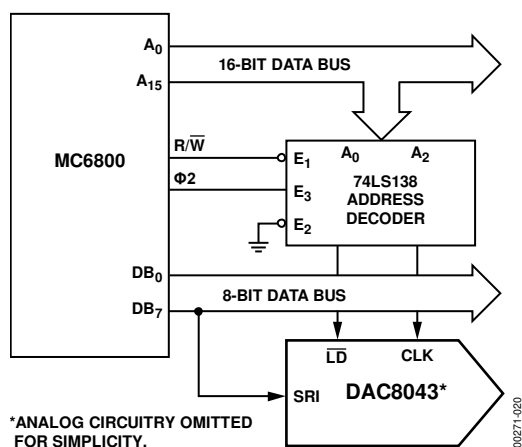 A0
16-BIT DATA BUS
A15
MC6800
R/W̅
Φ2
E1
E3
E2
A0 A2
74LS138
ADDRESS
DECODER
DB0
8-BIT DATA BUS
DB7
L̅D̅ CLK
SRI DAC8043*
*ANALOG CIRCUITRY OMITTED
FOR SIMPLICITY.
00271-020